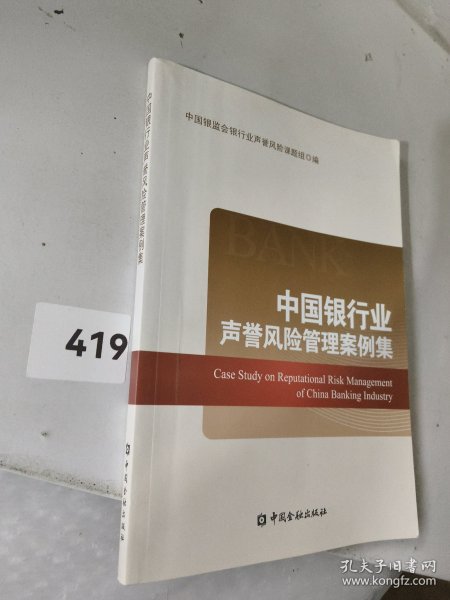 中国银监会银行业声誉风险课题组◎编
BANK
中国银行业
声誉风险管理案例集
Case Study on Reputational Risk Management
of China Banking Industry
中国金融出版社
中国银行业声誉风险管理案例集
中国金融出版社
419
孔夫子旧书网
www.kongfz.com